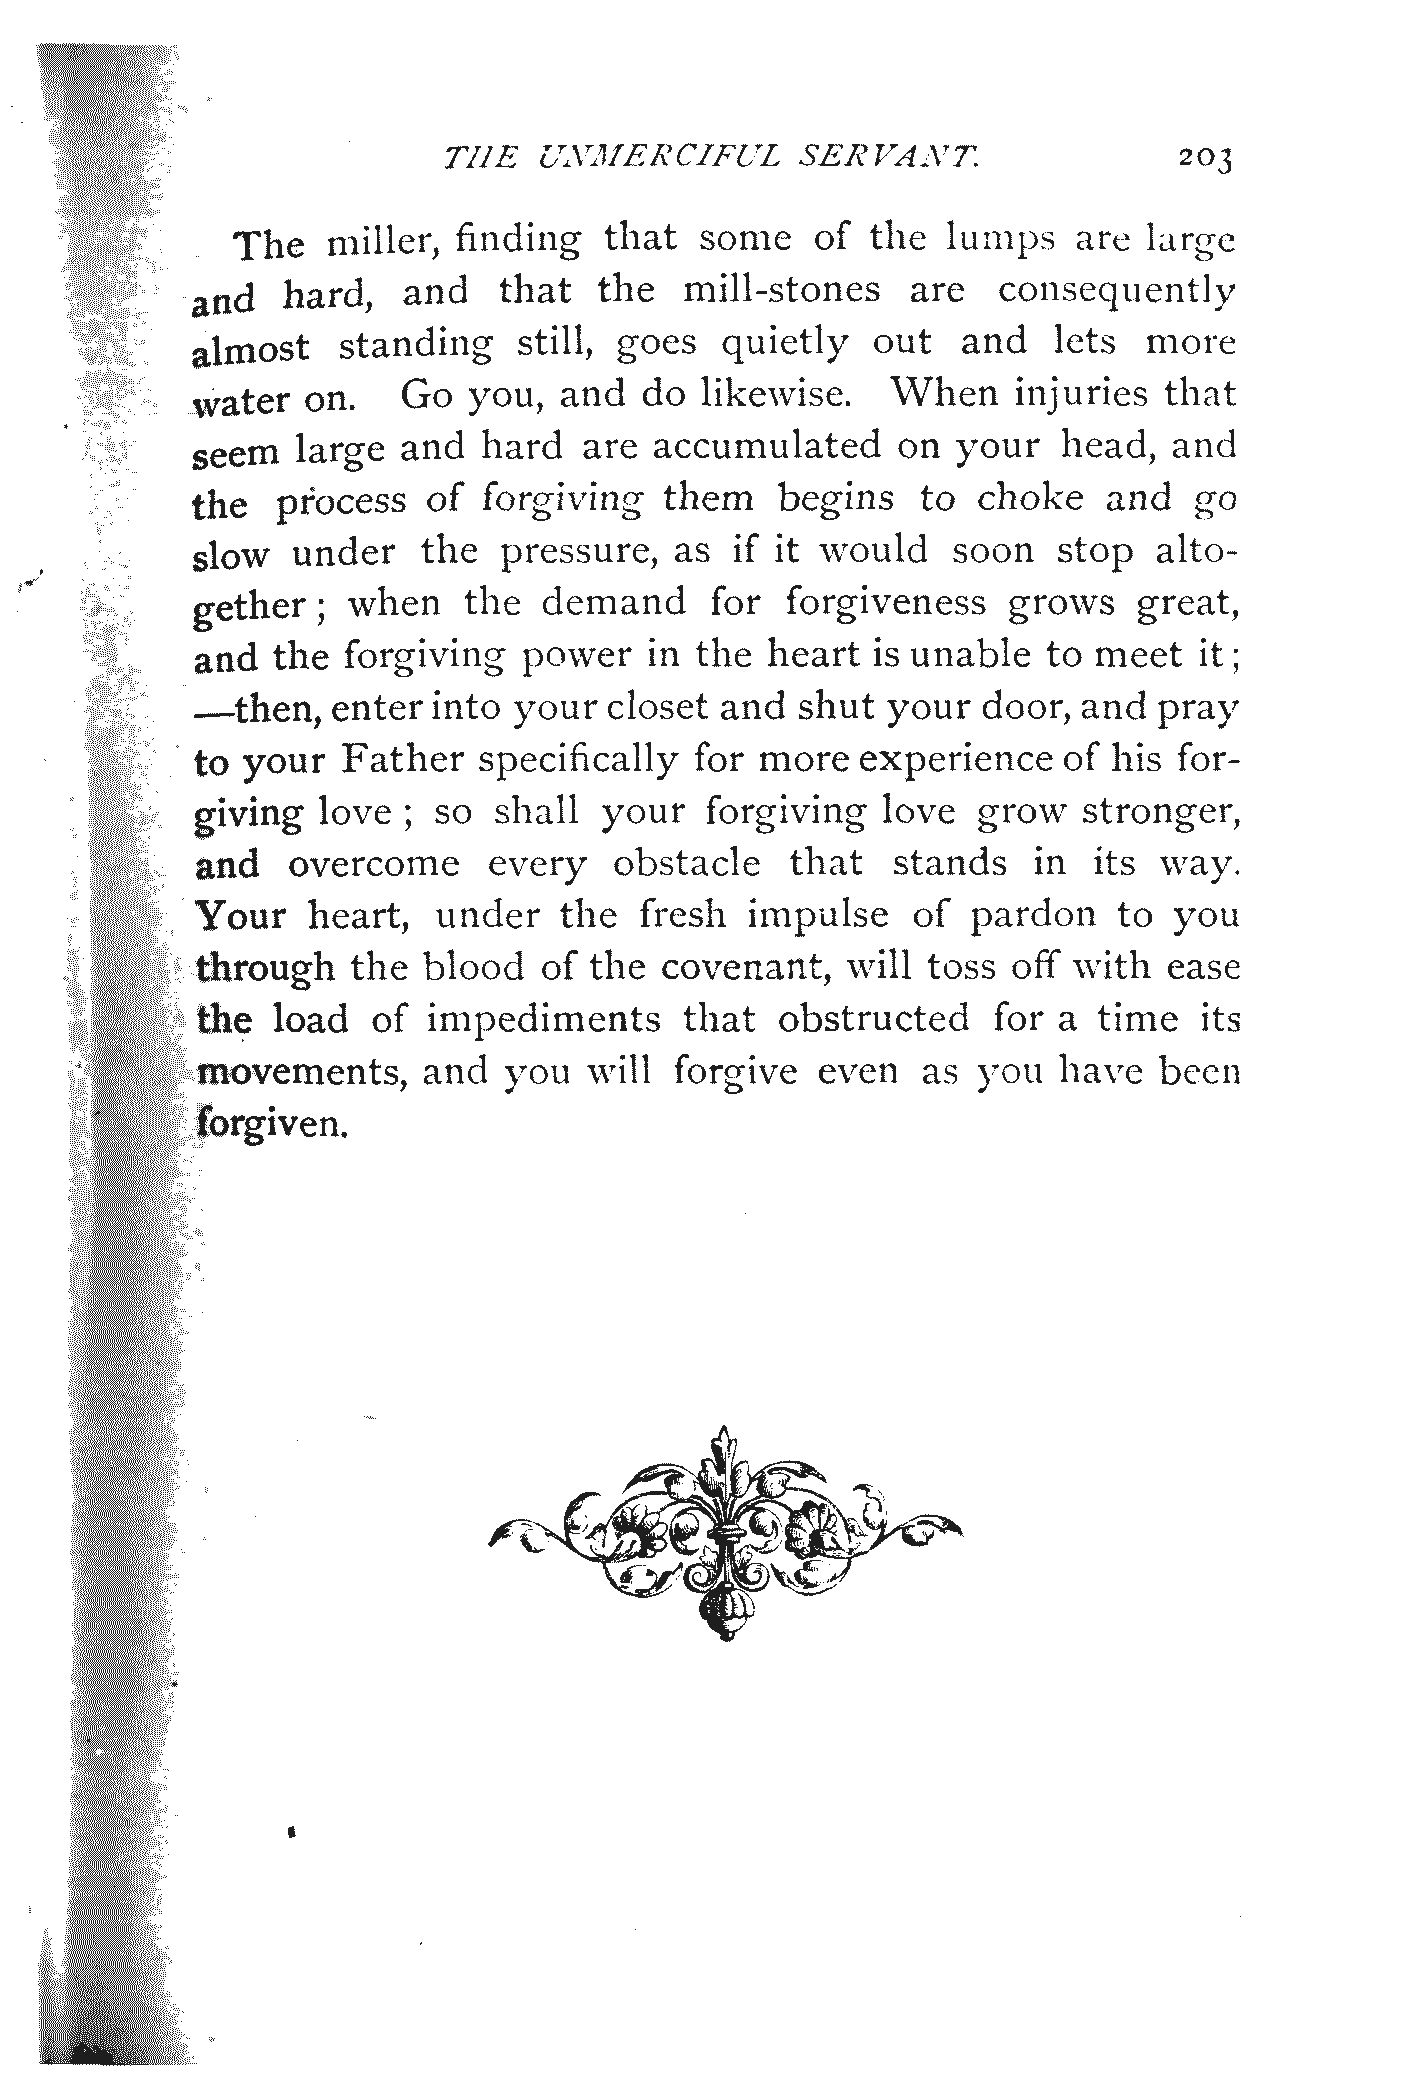 THE UNMERCIFUL SERVANT. 203
The miller, finding that some of the lumps are large
and hard, and that the mill-stones are consequently
almost standing still, goes quietly out and lets more
water on. Go you, and do likewise. When injuries that
seem large and hard are accumulated on your head, and
the process of forgiving them begins to choke and go
slow under the pressure, as if it would soon stop alto-
gether ; when the demand for forgiveness grows great,
and the forgiving power in the heart is unable to meet it ;
—then, enter into your closet and shut your door, and pray
to your Father specifically for more experience of his for-
giving love ; so shall your forgiving love grow stronger,
and overcome every obstacle that stands in its way.
Your heart, under the fresh impulse of pardon to you
through the blood of the covenant, will toss off with ease
the load of impediments that obstructed for a time its
movements, and you will forgive even as you have been
forgiven.